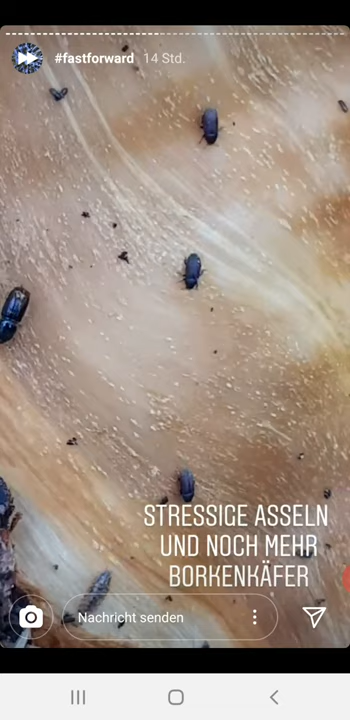 #fastforward 14 Std.
STRESSIGE ASSELN
UND NOCH MEHR
BORKENKÄFER
Nachricht senden